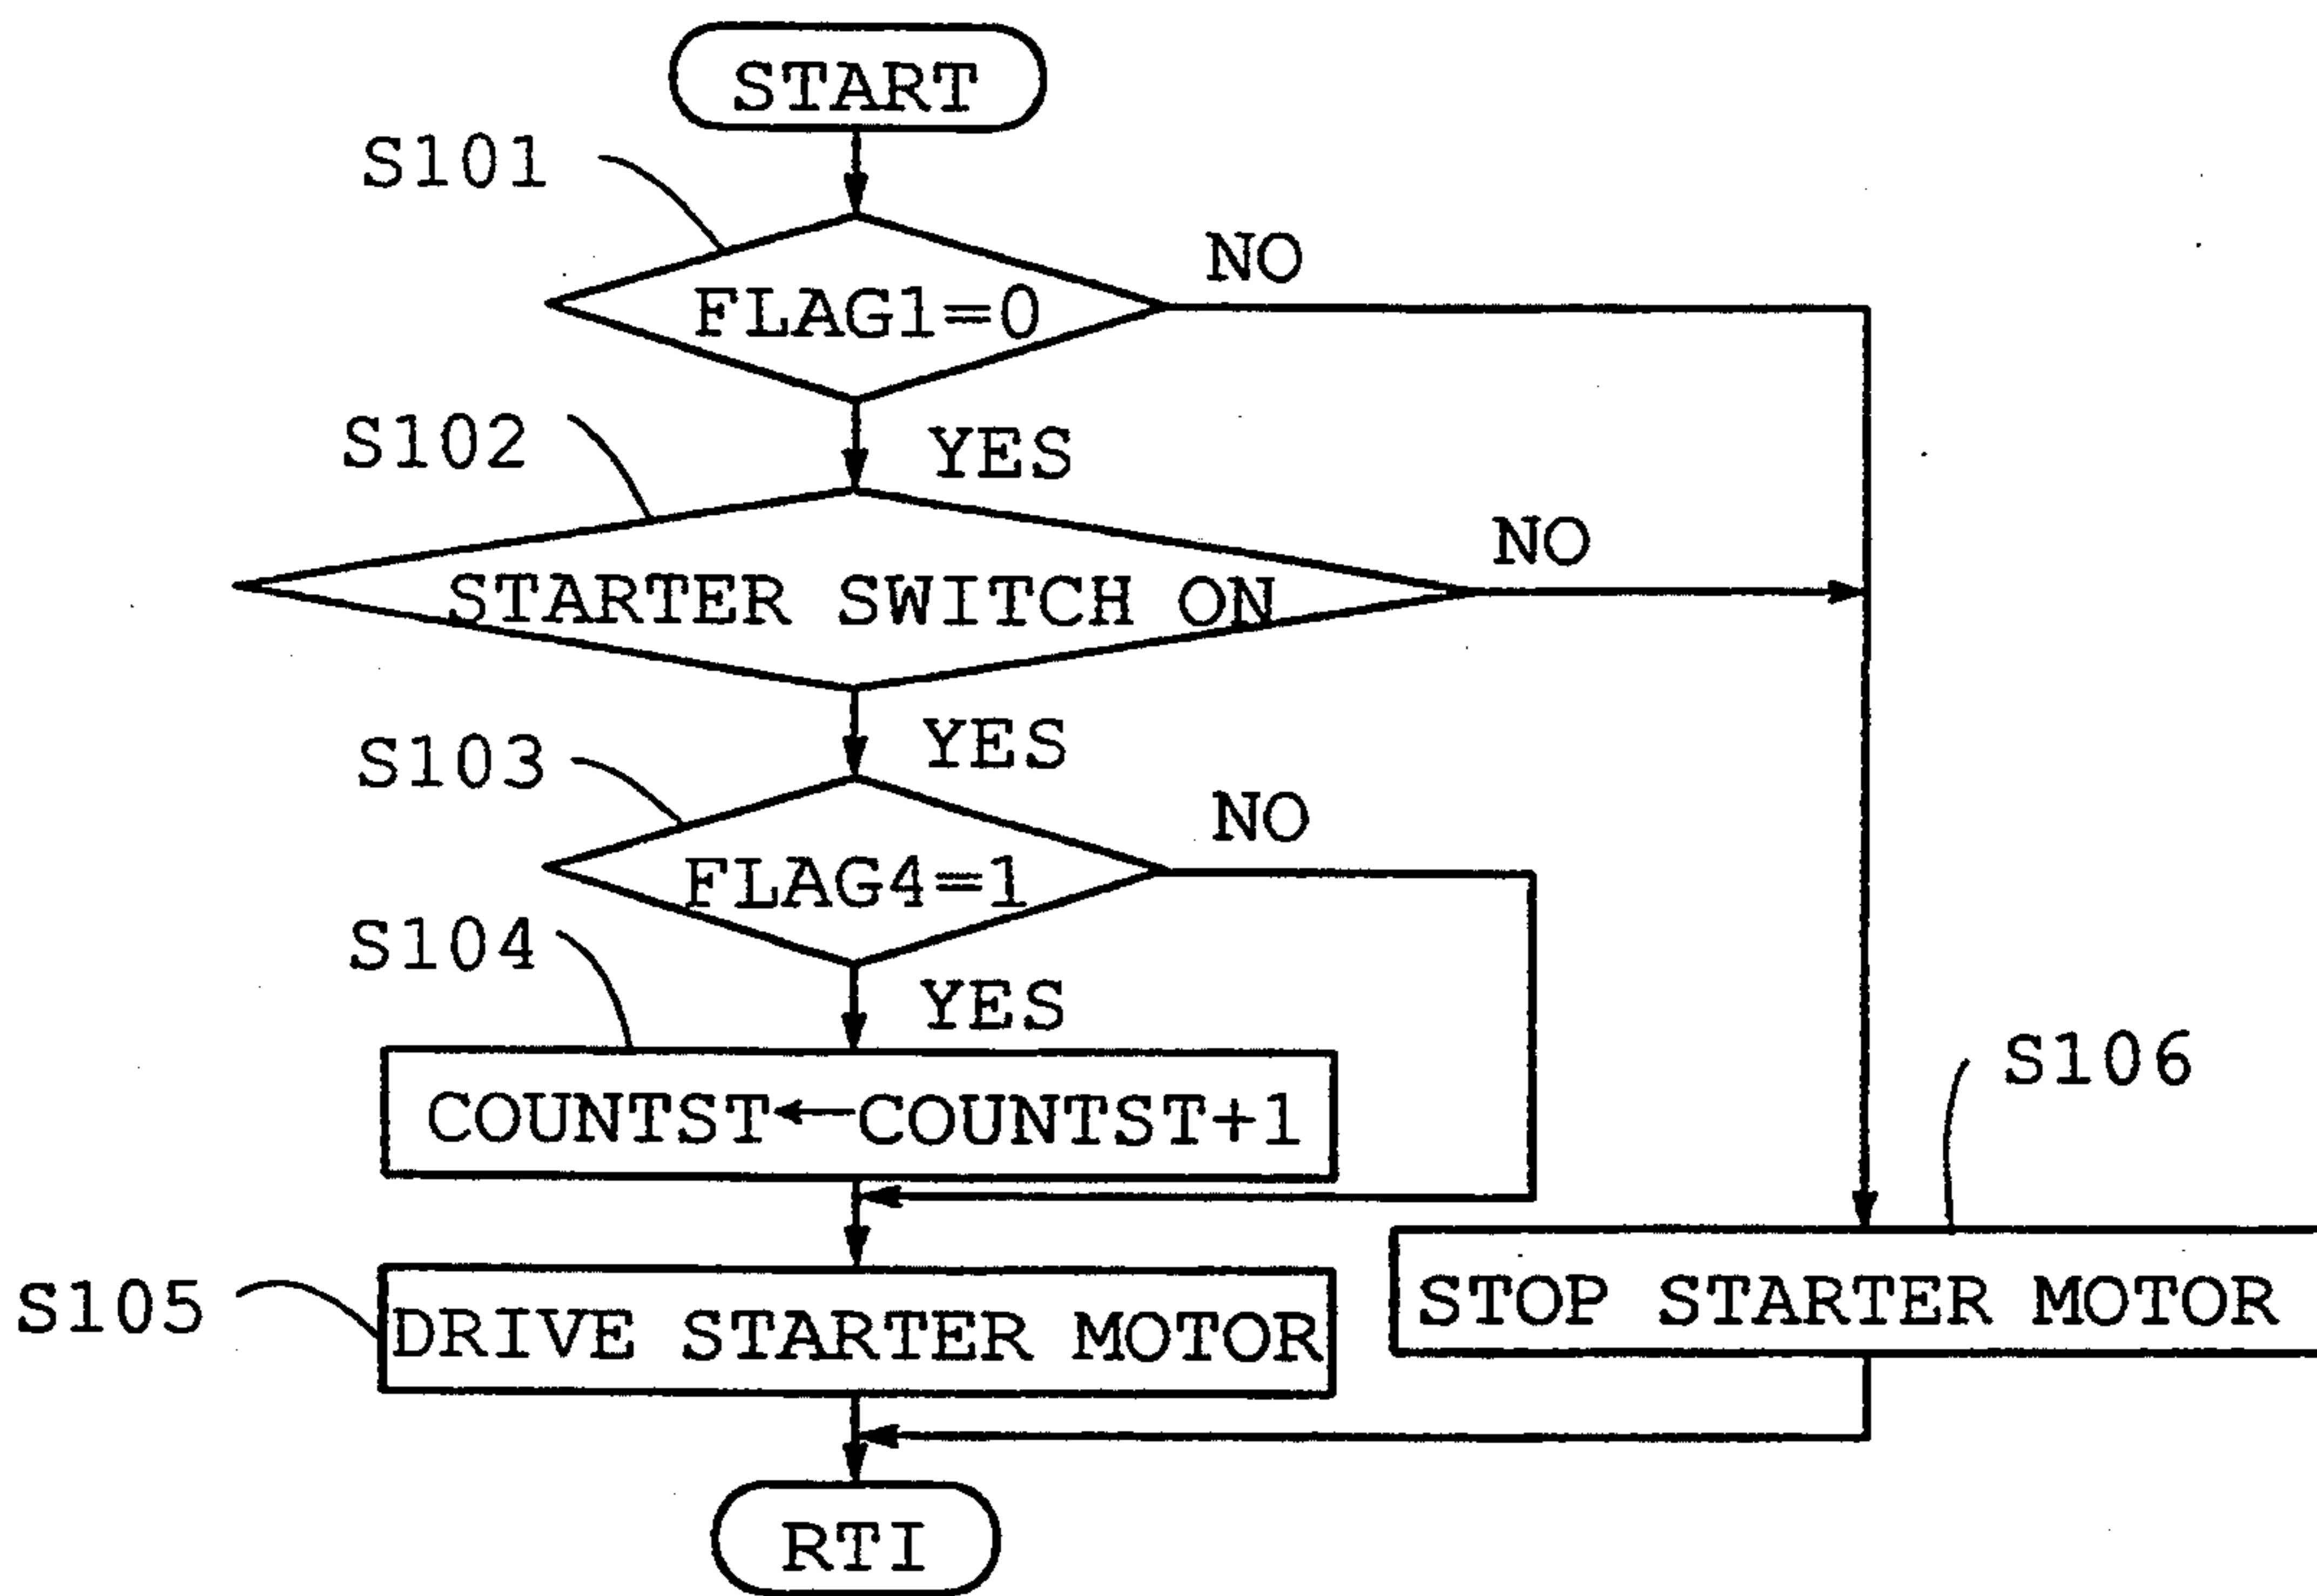 START
S101
NO
FLAG1=0
S102
YES
NO
STARTER SWITCH ON
S103
YES
NO
FLAG4=1
S104
YES
COUNTST←COUNTST+1
S106
S105
DRIVE STARTER MOTOR
STOP STARTER MOTOR
RTI